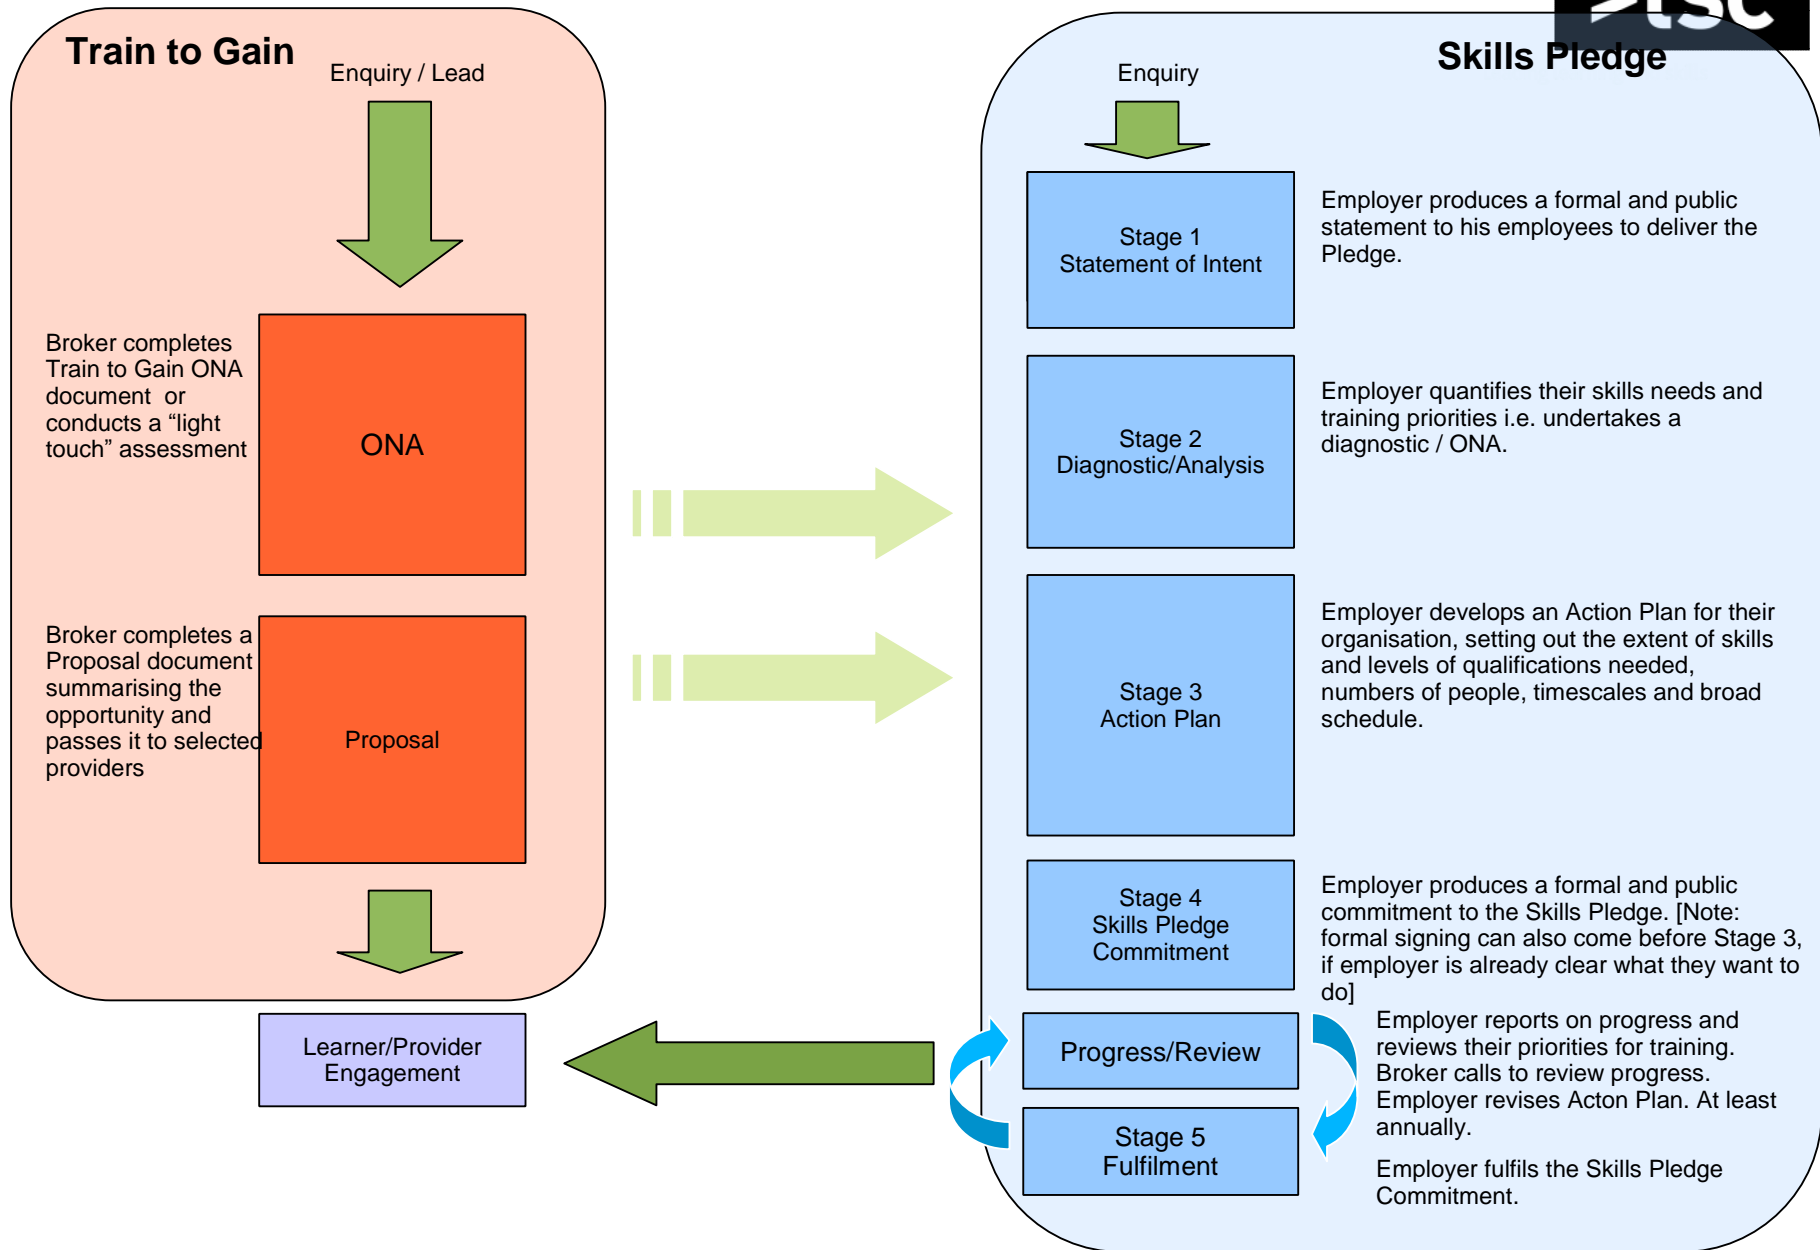 >lsc
Train to Gain
Enquiry / Lead
Broker completes
Train to Gain ONA
document  or
conducts a “light
touch” assessment
ONA
Broker completes a
Proposal document
summarising the
opportunity and
passes it to selected
providers
Proposal
Learner/Provider
Engagement
Skills Pledge
Enquiry
Stage 1
Statement of Intent
Employer produces a formal and public
statement to his employees to deliver the
Pledge.
Stage 2
Diagnostic/Analysis
Employer quantifies their skills needs and
training priorities i.e. undertakes a
diagnostic / ONA.
Stage 3
Action Plan
Employer develops an Action Plan for their
organisation, setting out the extent of skills
and levels of qualifications needed,
numbers of people, timescales and broad
schedule.
Stage 4
Skills Pledge
Commitment
Employer produces a formal and public
commitment to the Skills Pledge. [Note:
formal signing can also come before Stage 3,
if employer is already clear what they want to
do]
Progress/Review
Employer reports on progress and
reviews their priorities for training.
Broker calls to review progress.
Employer revises Acton Plan. At least
annually.
Stage 5
Fulfilment
Employer fulfils the Skills Pledge
Commitment.